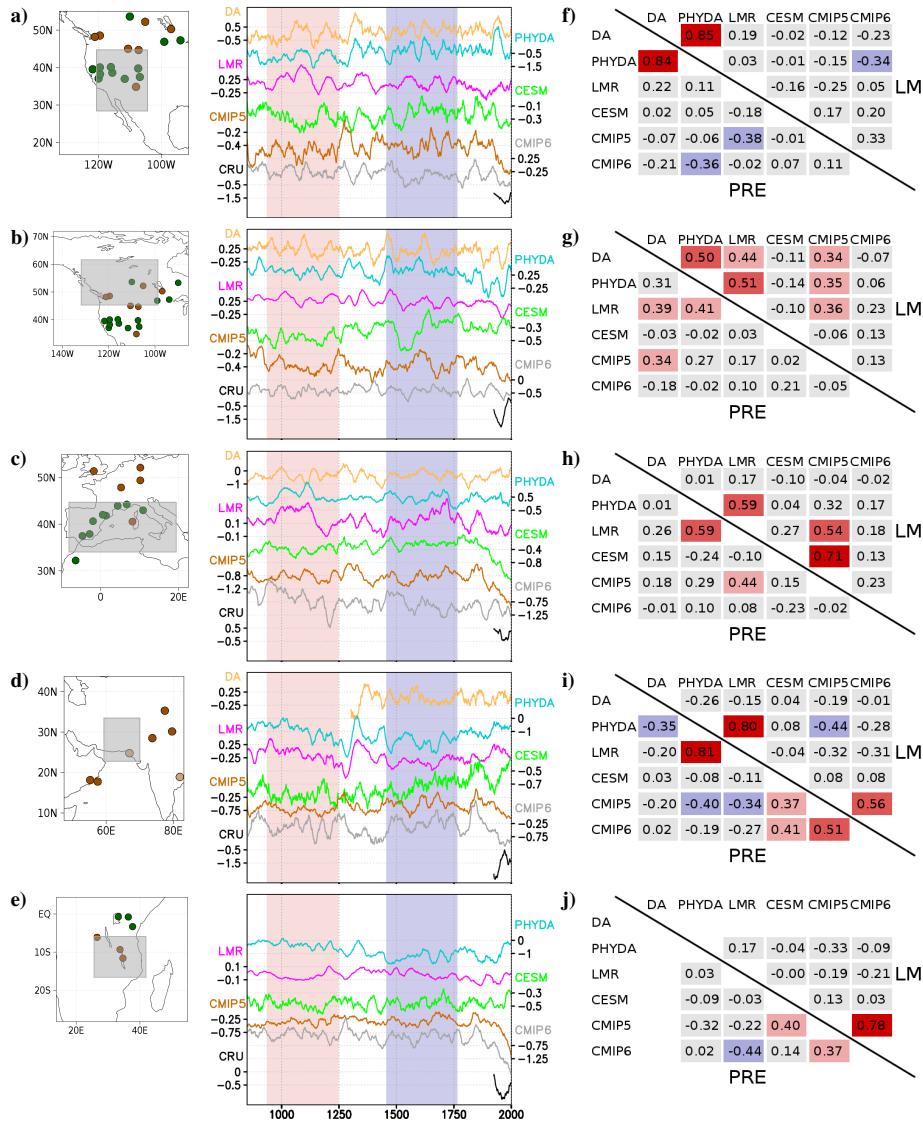 a)
50N
40N
30N
20N
120W 100W
DA
0.5
−0.5
LMR
0.25
−0.25
CMIP5
−0.2
−0.4
CRU
−0.5
−1.5
PHYDA
−0.5
−1.5
CESM
−0.1
−0.3
CMIP6
0.25
−0.25
f)
DA PHYDA LMR CESM CMIP5 CMIP6
DA 0.85 0.19 -0.02 -0.12 -0.23
PHYDA 0.84 0.03 -0.01 -0.15 -0.34
LMR 0.22 0.11 -0.16 -0.25 0.05 LM
CESM 0.02 0.05 -0.18 0.17 0.20
CMIP5 -0.07 -0.06 -0.38 -0.01 0.33
CMIP6 -0.21 -0.36 -0.02 0.07 0.11
PRE
b)
70N
60N
50N
40N
140W 120W 100W
DA
0.25
−0.25
LMR
0.25
−0.25
CMIP5
−0.2
−0.4
CRU
−0.5
−1.5
PHYDA
0.25
−0.25
CESM
−0.3
−0.5
CMIP6
0
−0.5
g)
DA PHYDA LMR CESM CMIP5 CMIP6
DA 0.50 0.44 -0.11 0.34 -0.07
PHYDA 0.31 0.51 -0.14 0.35 0.06
LMR 0.39 0.41 -0.10 0.36 0.23 LM
CESM -0.03 -0.02 0.03 -0.06 0.13
CMIP5 0.34 0.27 0.17 0.02 0.13
CMIP6 -0.18 -0.02 0.10 0.21 -0.05
PRE
c)
50N
40N
30N
0 20E
DA
0
−1
LMR
0.1
−0.1
CMIP5
−0.8
−1.2
CRU
0.5
−0.5
PHYDA
0.5
−0.5
CESM
−0.4
−0.8
CMIP6
−0.75
−1.25
h)
DA PHYDA LMR CESM CMIP5 CMIP6
DA 0.01 0.17 -0.10 -0.04 -0.02
PHYDA 0.01 0.59 0.04 0.32 0.17
LMR 0.26 0.59 0.27 0.54 0.18 LM
CESM 0.15 -0.24 -0.10 0.71 0.13
CMIP5 0.18 0.29 0.44 0.15 0.23
CMIP6 -0.01 0.10 0.08 -0.23 -0.02
PRE
d)
40N
30N
20N
10N
60E 80E
DA
0.25
−0.25
LMR
0.25
−0.25
CMIP5
−0.25
−0.75
CRU
−0.5
−1.5
PHYDA
0
−1
CESM
−0.5
−0.7
CMIP6
−0.25
−0.75
i)
DA PHYDA LMR CESM CMIP5 CMIP6
DA -0.26 -0.15 0.04 -0.19 -0.01
PHYDA -0.35 0.80 0.08 -0.44 -0.28
LMR -0.20 0.81 -0.04 -0.32 -0.31 LM
CESM 0.03 -0.08 -0.11 0.08 0.08
CMIP5 -0.20 -0.40 -0.34 0.37 0.56
CMIP6 0.02 -0.19 -0.27 0.41 0.51
PRE
e)
EQ
10S
20S
20E 40E
LMR
0.1
−0.1
CMIP5
−0.25
−0.75
CRU
0
−0.5
PHYDA
0
−1
CESM
−0.3
−0.5
CMIP6
−0.75
−1.25
1000 1250 1500 1750 2000
j)
DA PHYDA LMR CESM CMIP5 CMIP6
DA
PHYDA 0.17 -0.04 -0.33 -0.09
LMR 0.03 -0.00 -0.19 -0.21 LM
CESM -0.09 -0.03 0.13 0.03
CMIP5 -0.32 -0.22 0.40 0.78
CMIP6 0.02 -0.44 0.14 0.37
PRE